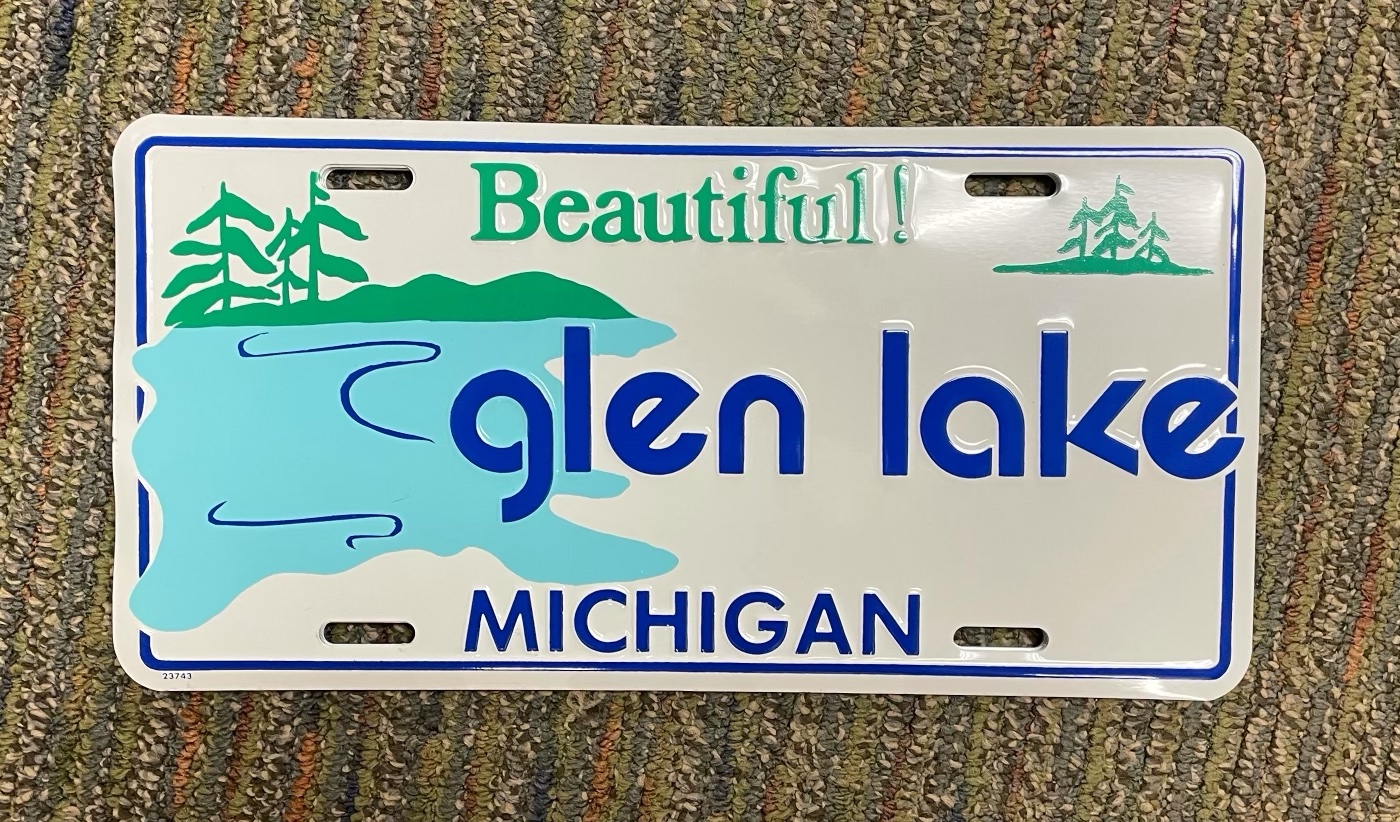 Beautiful!
glen lake
MICHIGAN
23743